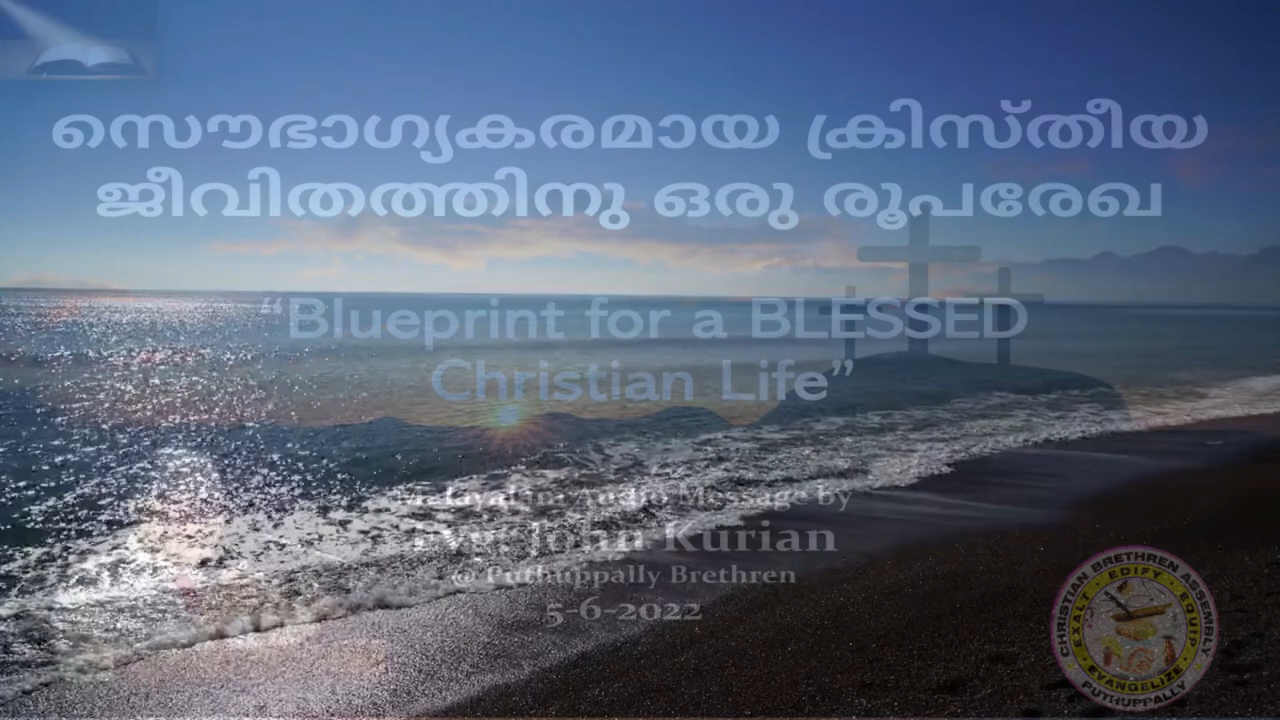 സൌഭാഗ്യകരമായ ക്രിസ്തീയ
ജീവിതത്തിനു ഒരു രൂപരേഖ
“Blueprint for a BLESSED
Christian Life”
Malayalam Audio Message by
John Kurian
@ Puthuppally Brethren
5-6-2022
CHRISTIAN BRETHREN ASSEMBLY
EXALT · EDIFY · EQUIP
· EVANGELIZE ·
PUTHUPPALLY